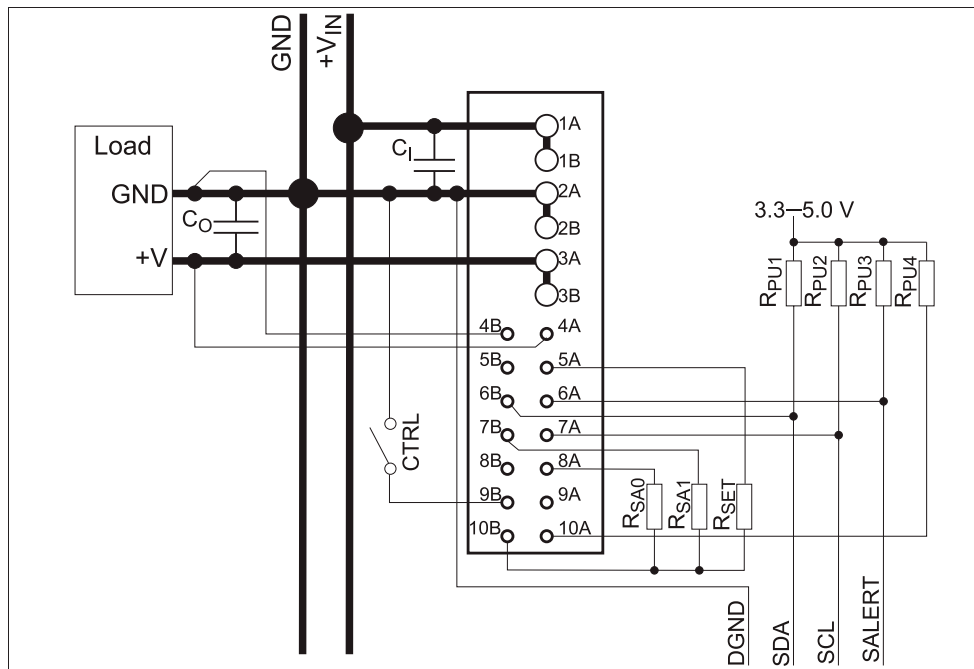 GND
+VIN
Load
GND
+V
CI
CO
1A
1B
2A
2B
3A
3B
4B
4A
5B
5A
6B
6A
7B
7A
8B
8A
9B
9A
10B
10A
CTRL
3.3–5.0 V
RPU1
RPU2
RPU3
RPU4
RSA0
RSA1
RSET
DGND
SDA
SCL
SALERT